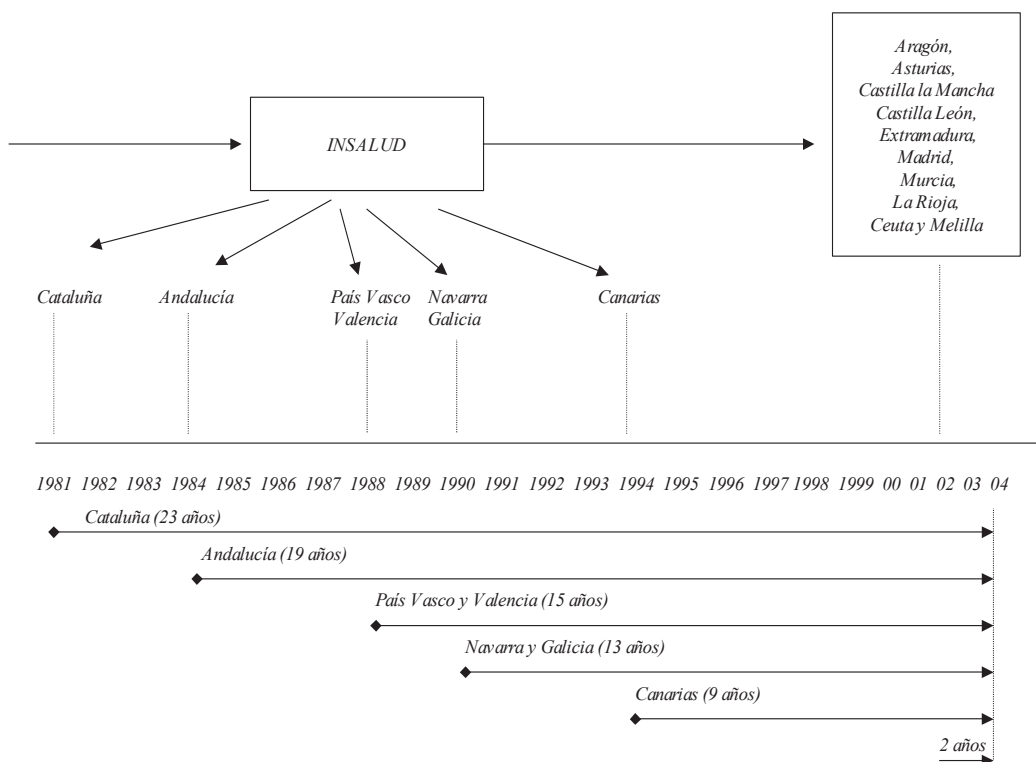 Aragón,
Asturias,
Castilla la Mancha
Castilla León,
Extramadura,
Madrid,
Murcia,
La Rioja,
Ceuta y Melilla
INSALUD
Cataluña
Andalucía
País Vasco
Valencia
Navarra
Galicia
Canarias
1981 1982 1983 1984 1985 1986 1987 1988 1989 1990 1991 1992 1993 1994 1995 1996 1997 1998 1999 00 01 02 03 04
Cataluña (23 años)
Andalucía (19 años)
País Vasco y Valencia (15 años)
Navarra y Galicia (13 años)
Canarias (9 años)
2 años